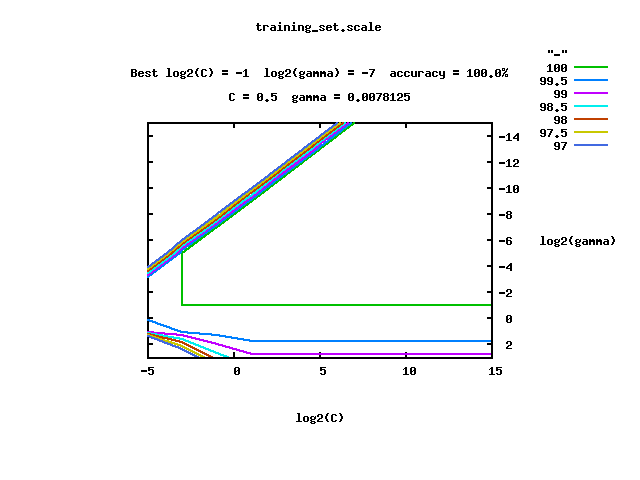 training_set.scale
Best log2(C) = -1  log2(gamma) = -7  accuracy = 100.0%
C = 0.5  gamma = 0.0078125
"_"
100
99.5
99
98.5
98
97.5
97
-14
-12
-10
-8
-6
-4
-2
0
2
log2(gamma)
-5 0 5 10 15
log2(C)